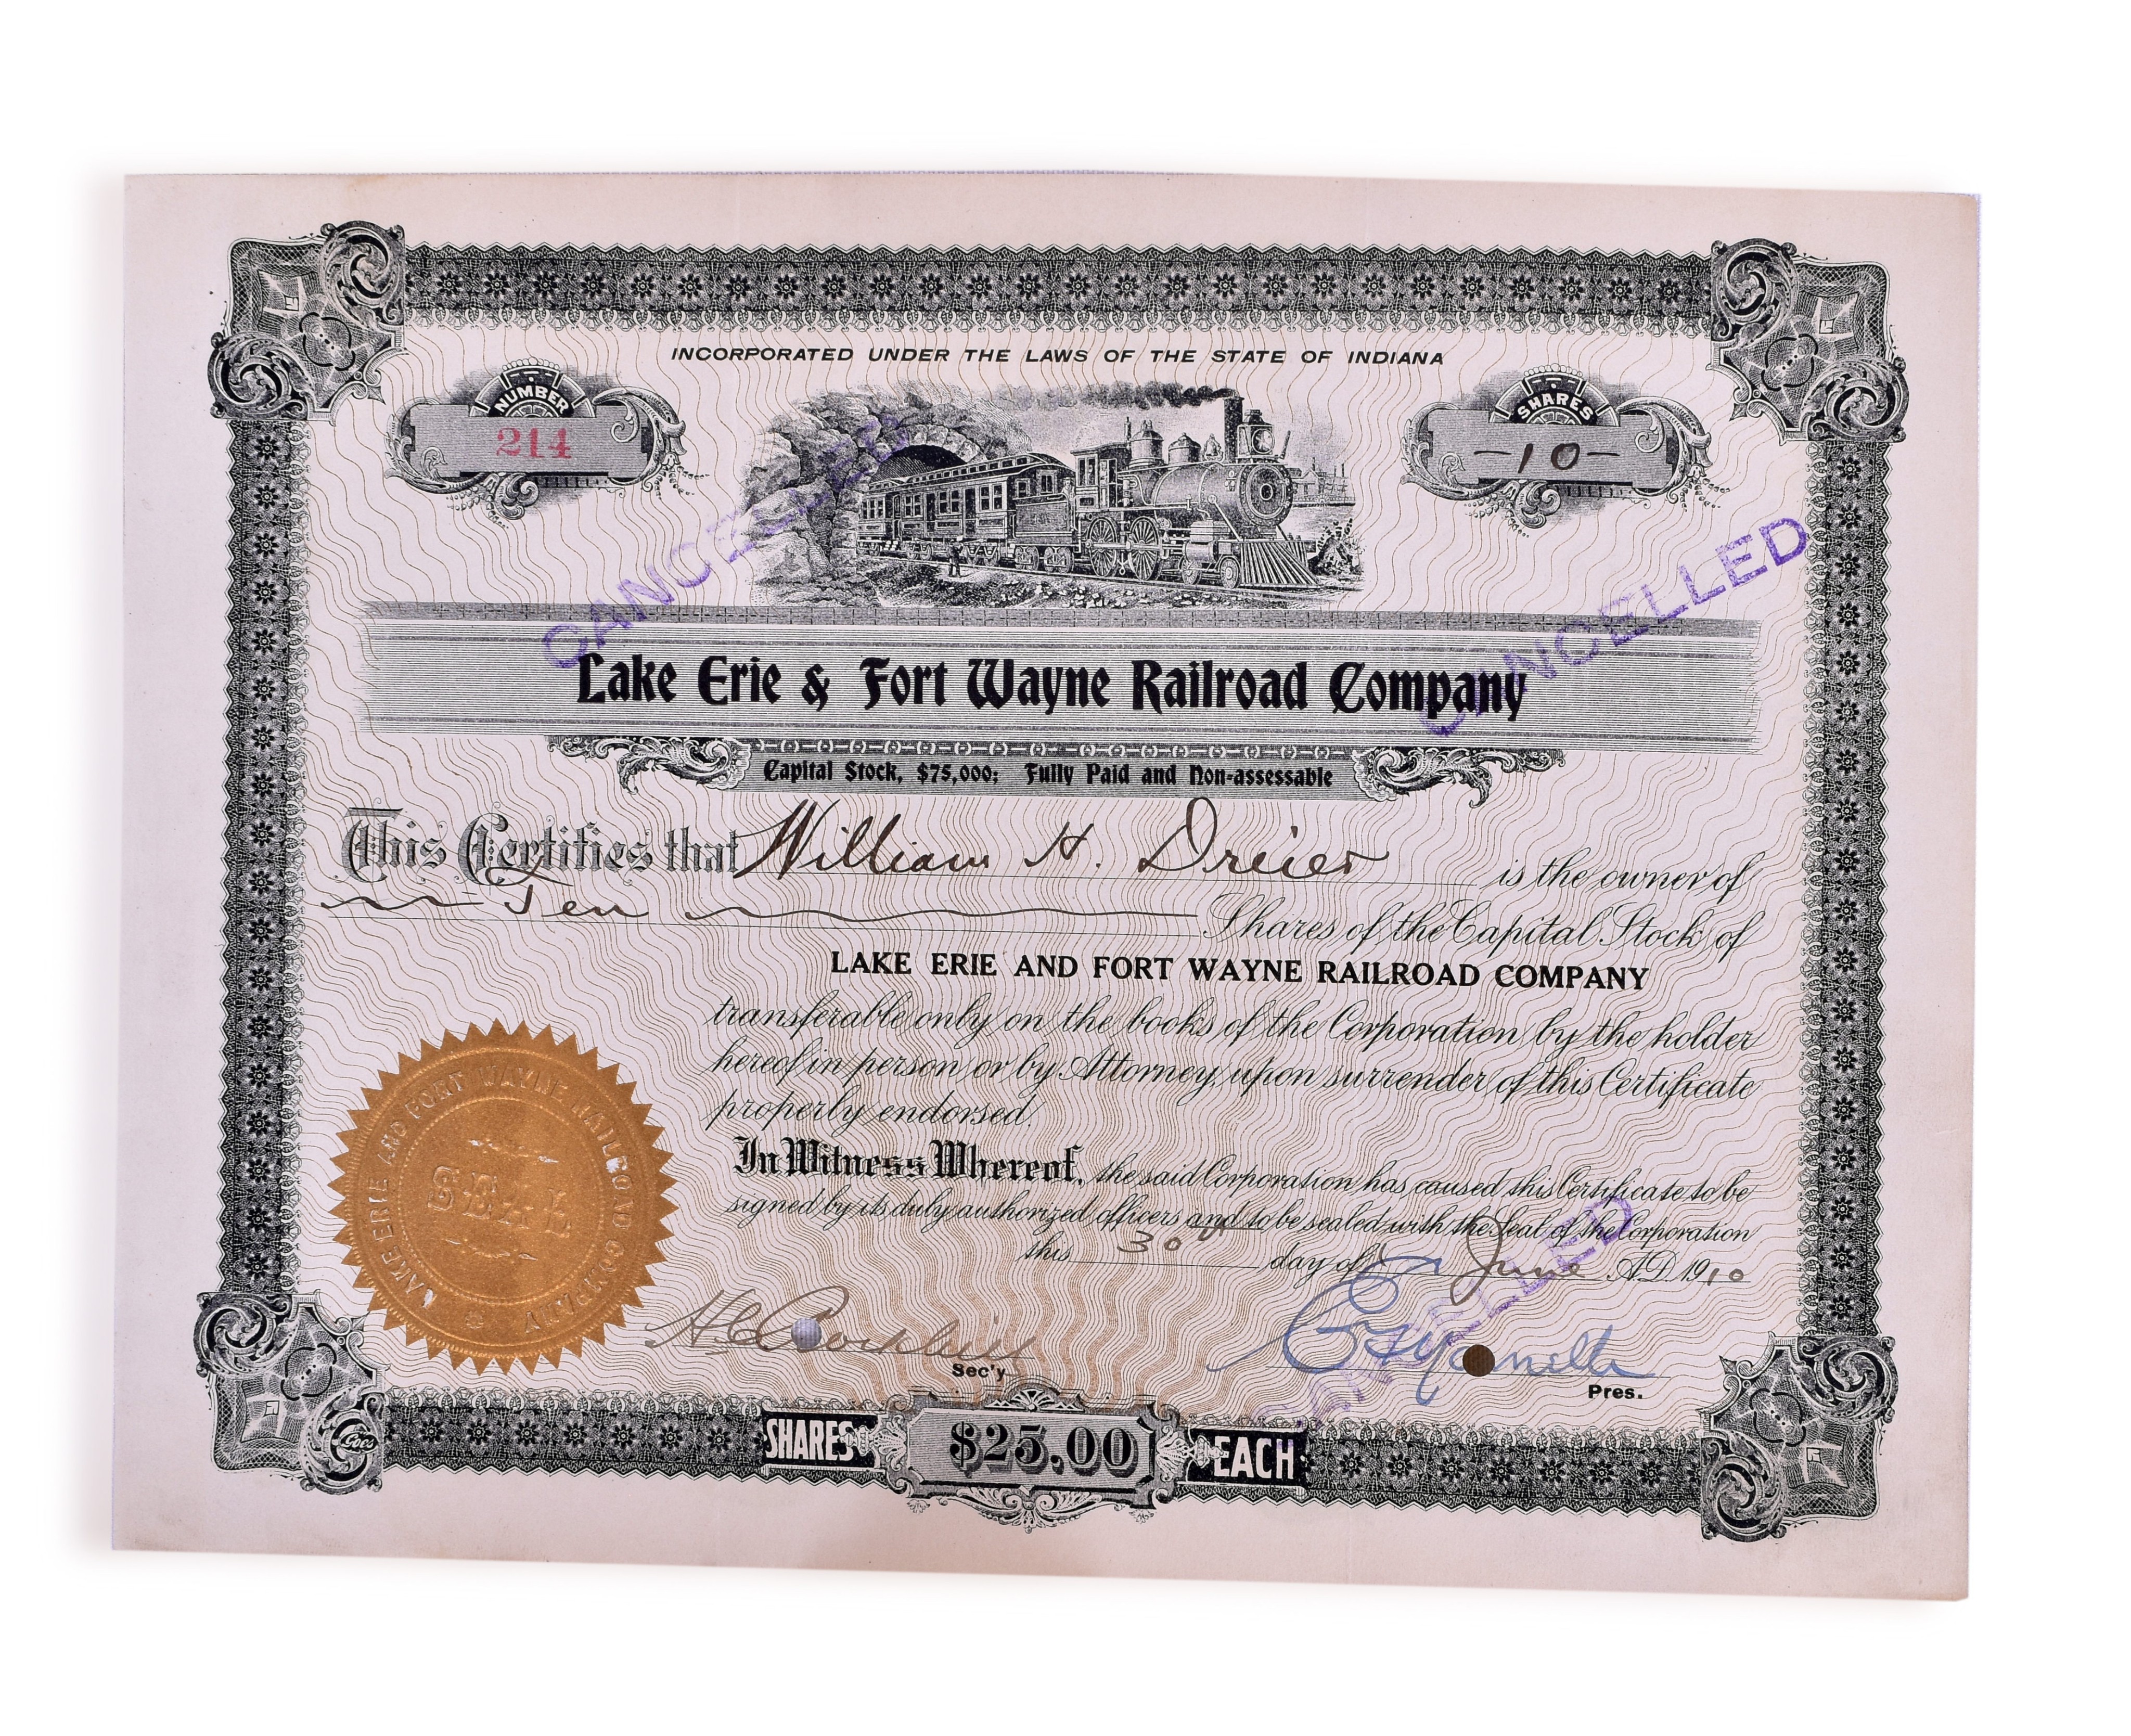 INCORPORATED UNDER THE LAWS OF THE STATE OF INDIANA
NUMBER
214
SHARES
-10-
CANCELLED
CANCELLED
Lake Erie & Fort Wayne Railroad Company
Capital Stock, $75,000; Fully Paid and Non-assessable
This Certifies that William H. Dreier is the owner of
Ten Shares of the Capital Stock of
LAKE ERIE AND FORT WAYNE RAILROAD COMPANY
transferable only on the books of the Corporation by the holder
hereof in person or by Attorney, upon surrender of this Certificate
properly endorsed.
In Witness Whereof, the said Corporation has caused this Certificate to be
signed by its duly authorized officers and to be sealed with the Seal of the Corporation
this 30th day of June A.D. 1910
LAKE ERIE AND FORT WAYNE RAILROAD COMPANY
SEAL
CANCELLED
Sec'y.
Pres.
SHARES $25.00 EACH
Goes